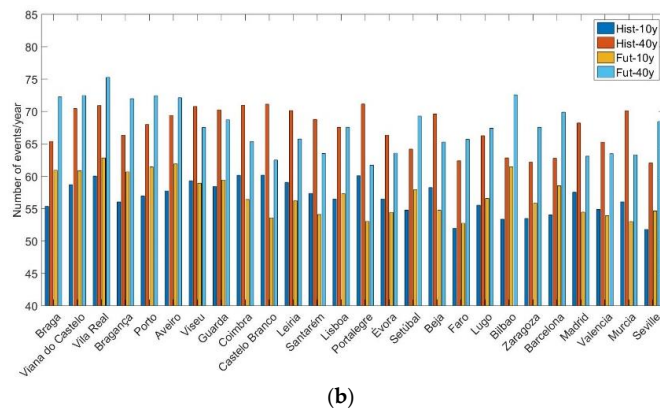 85
80
75
70
65
60
55
50
45
40
Number of events/year
Hist-10y
Hist-40y
Fut-10y
Fut-40y
Braga
Viana do Castelo
Vila Real
Bragança
Porto
Aveiro
Viseu
Guarda
Coimbra
Castelo Branco
Leiria
Santarém
Lisboa
Portalegre
Évora
Setúbal
Beja
Faro
Lugo
Bilbao
Zaragoza
Barcelona
Madrid
Valencia
Murcia
Seville
(b)